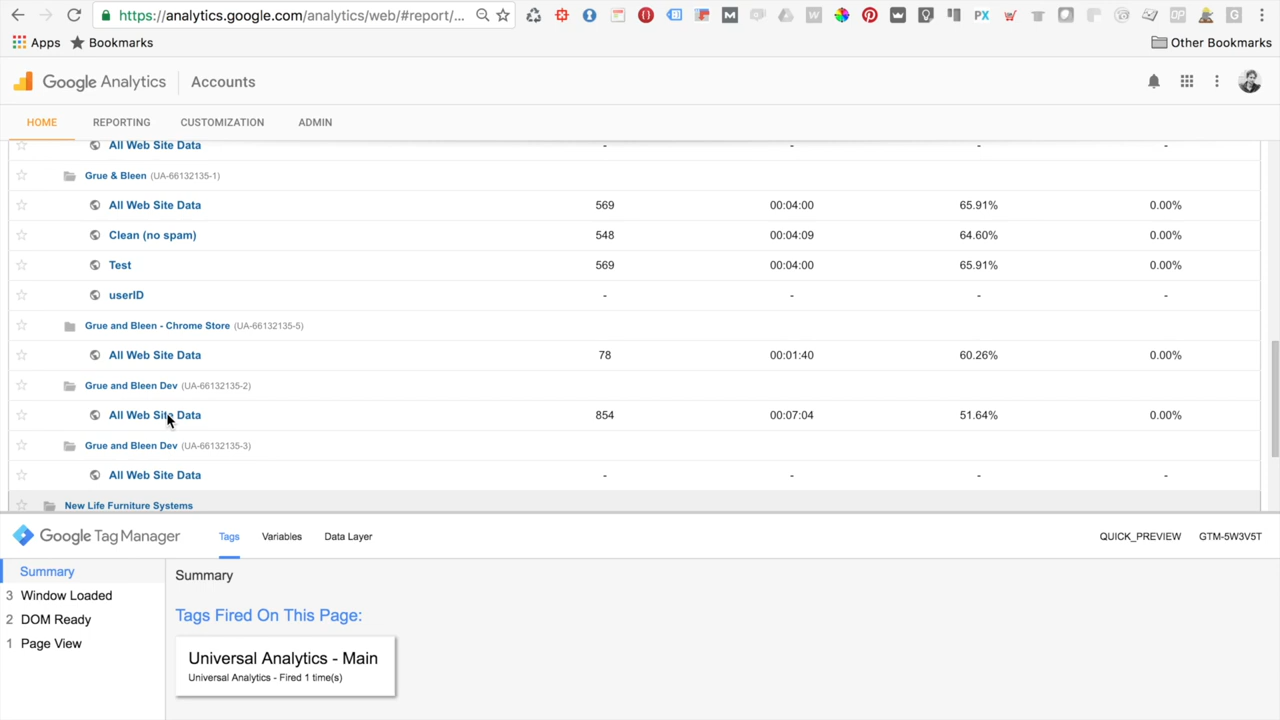 https://analytics.google.com/analytics/web/#report/...
Apps Bookmarks Other Bookmarks
Google Analytics Accounts
HOME REPORTING CUSTOMIZATION ADMIN
All Web Site Data - - - -
Grue & Bleen (UA-66132135-1)
All Web Site Data 569 00:04:00 65.91% 0.00%
Clean (no spam) 548 00:04:09 64.60% 0.00%
Test 569 00:04:00 65.91% 0.00%
userID - - - -
Grue and Bleen - Chrome Store (UA-66132135-5)
All Web Site Data 78 00:01:40 60.26% 0.00%
Grue and Bleen Dev (UA-66132135-2)
All Web Site Data 854 00:07:04 51.64% 0.00%
Grue and Bleen Dev (UA-66132135-3)
All Web Site Data - - - -
New Life Furniture Systems
Google Tag Manager Tags Variables Data Layer QUICK_PREVIEW GTM-5W3V5T
Summary
3 Window Loaded
2 DOM Ready
1 Page View
Summary
Tags Fired On This Page:
Universal Analytics - Main
Universal Analytics - Fired 1 time(s)